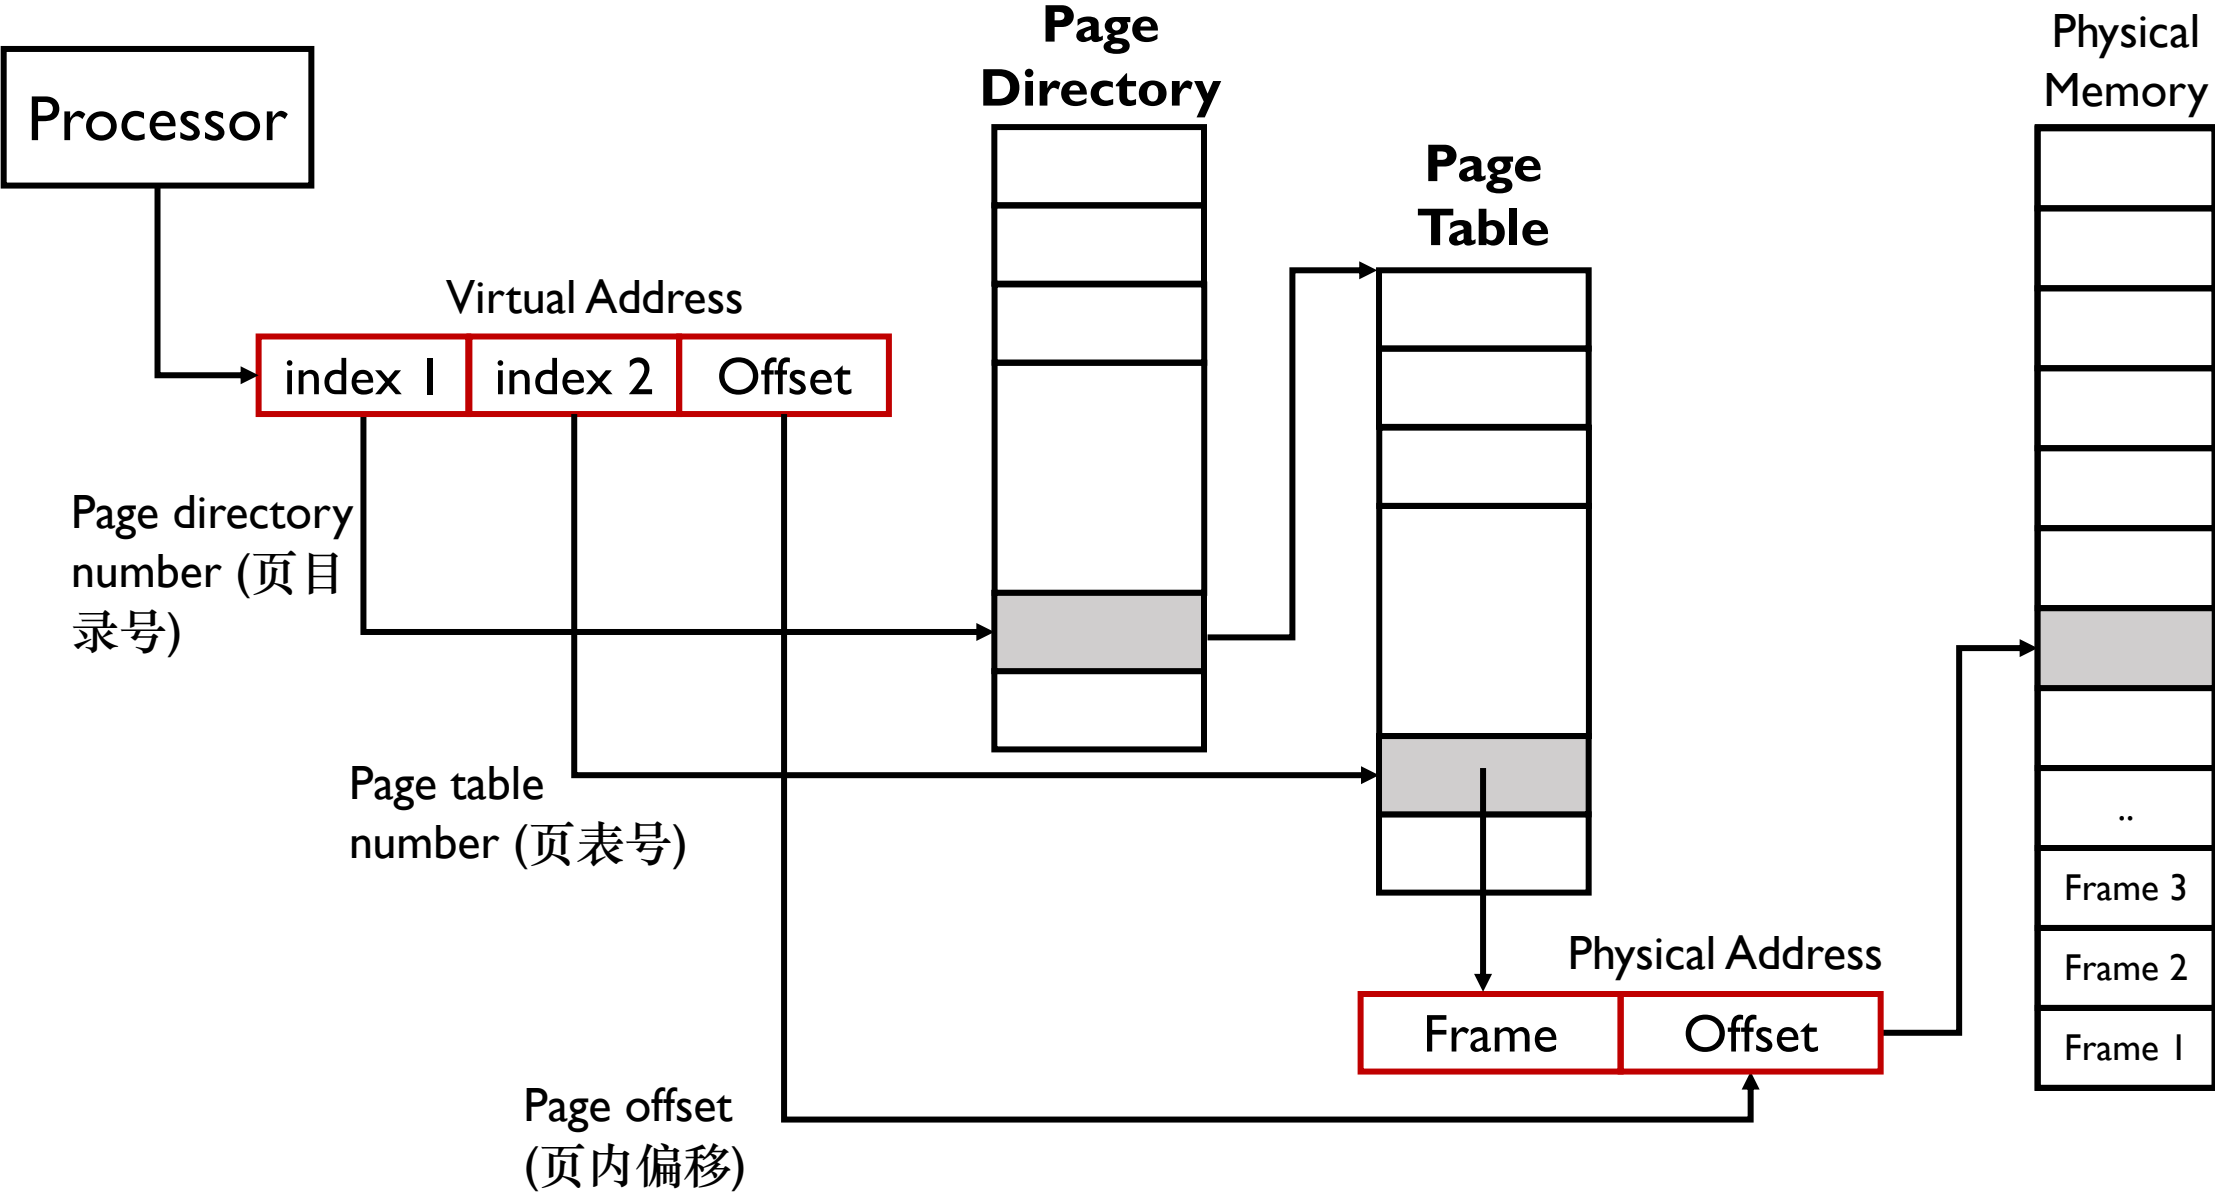 Page
Directory
Physical
Memory
Processor
Page
Table
Virtual Address
index 1
index 2
Offset
Page directory
number (页目
录号)
Page table
number (页表号)
..
Frame 3
Frame 2
Frame 1
Physical Address
Frame
Offset
Page offset
(页内偏移)